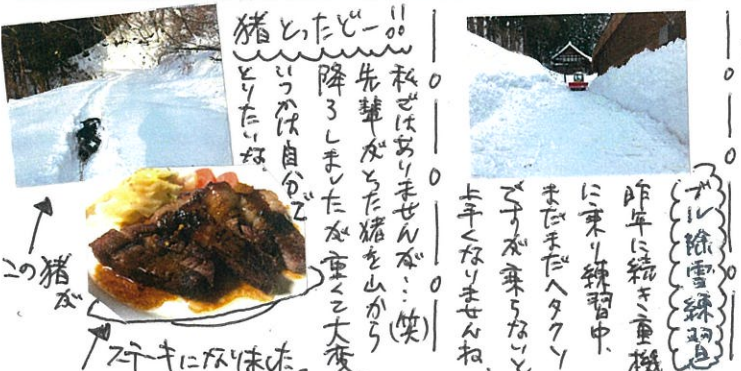 ブル除雪練習
昨年に続き重機
に乗り練習中、
まだまだヘタクソ
ですが乗らないと
上手くなりませんね。
猪とったどー!!
私ではありませんが…(笑)
先輩がとった猪を山から
降ろしましたが重くて大変
いつかは自分で
とりたいな
この猪が
ステーキになりました。